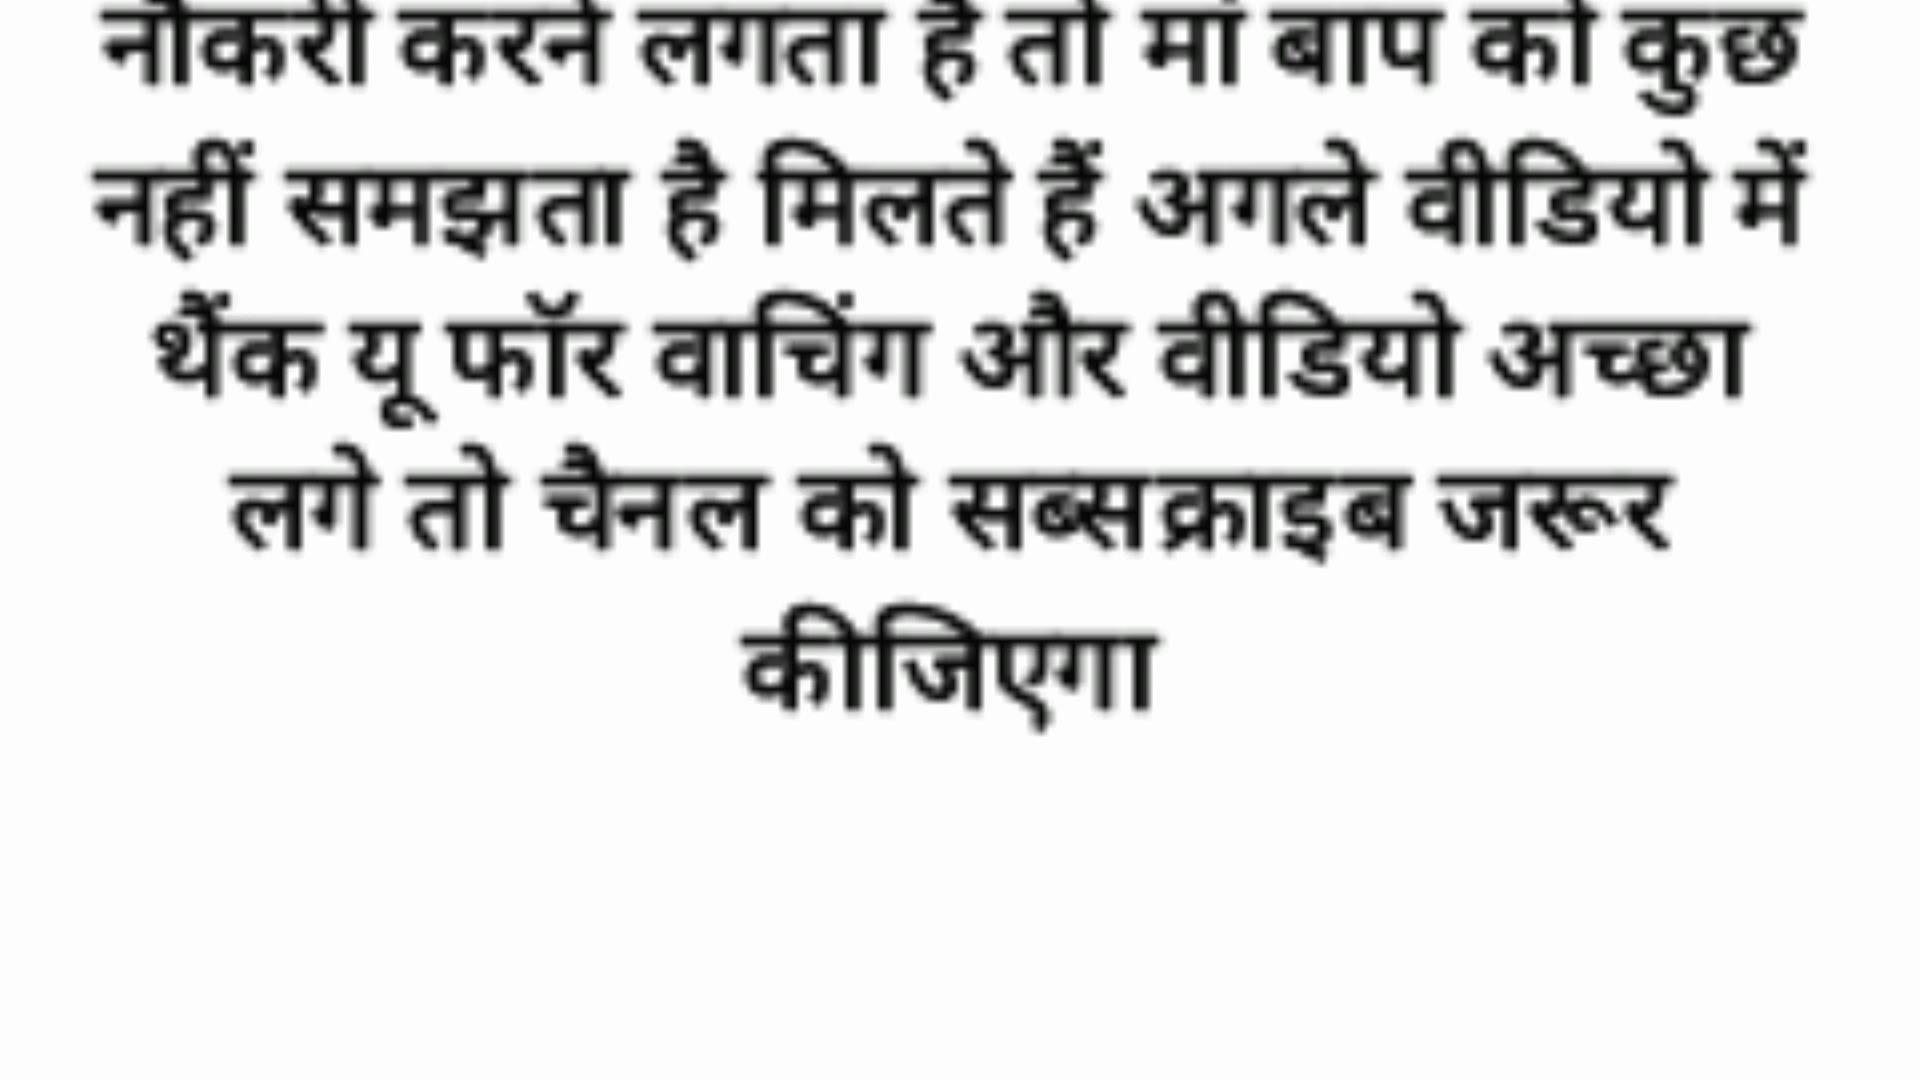 नौकरी करने लगता है तो मां बाप को कुछ
नहीं समझता है मिलते हैं अगले वीडियो में
थैंक यू फॉर वाचिंग और वीडियो अच्छा
लगे तो चैनल को सब्सक्राइब जरूर
कीजिएगा